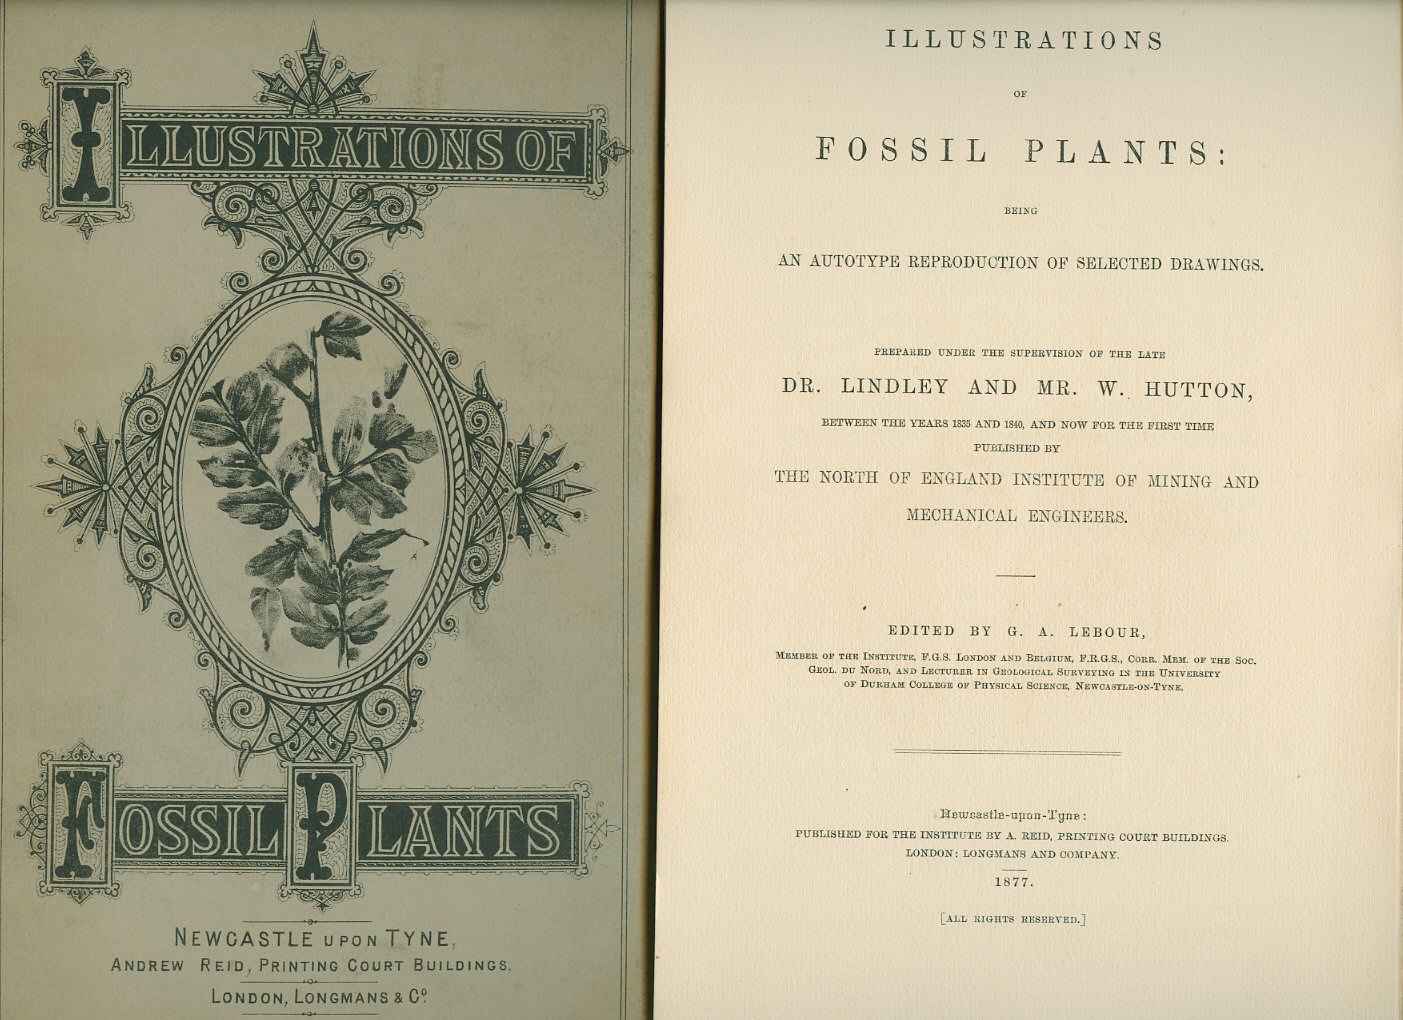 ILLUSTRATIONS OF
FOSSIL PLANTS
NEWCASTLE UPON TYNE,
ANDREW REID, PRINTING COURT BUILDINGS.
LONDON, LONGMANS & Cº.
ILLUSTRATIONS
OF
FOSSIL PLANTS:
BEING
AN AUTOTYPE REPRODUCTION OF SELECTED DRAWINGS.
PREPARED UNDER THE SUPERVISION OF THE LATE
DR. LINDLEY AND MR. W. HUTTON,
BETWEEN THE YEARS 1835 AND 1840, AND NOW FOR THE FIRST TIME
PUBLISHED BY
THE NORTH OF ENGLAND INSTITUTE OF MINING AND
MECHANICAL ENGINEERS.
EDITED BY G. A. LEBOUR,
MEMBER OF THE INSTITUTE, F.G.S. LONDON AND BELGIUM, F.R.G.S., CORR. MEM. OF THE SOC.
GEOL. DU NORD, AND LECTURER IN GEOLOGICAL SURVEYING IN THE UNIVERSITY
OF DURHAM COLLEGE OF PHYSICAL SCIENCE, NEWCASTLE-ON-TYNE.
Newcastle-upon-Tyne:
PUBLISHED FOR THE INSTITUTE BY A. REID, PRINTING COURT BUILDINGS.
LONDON: LONGMANS AND COMPANY.
1877.
[ALL RIGHTS RESERVED.]